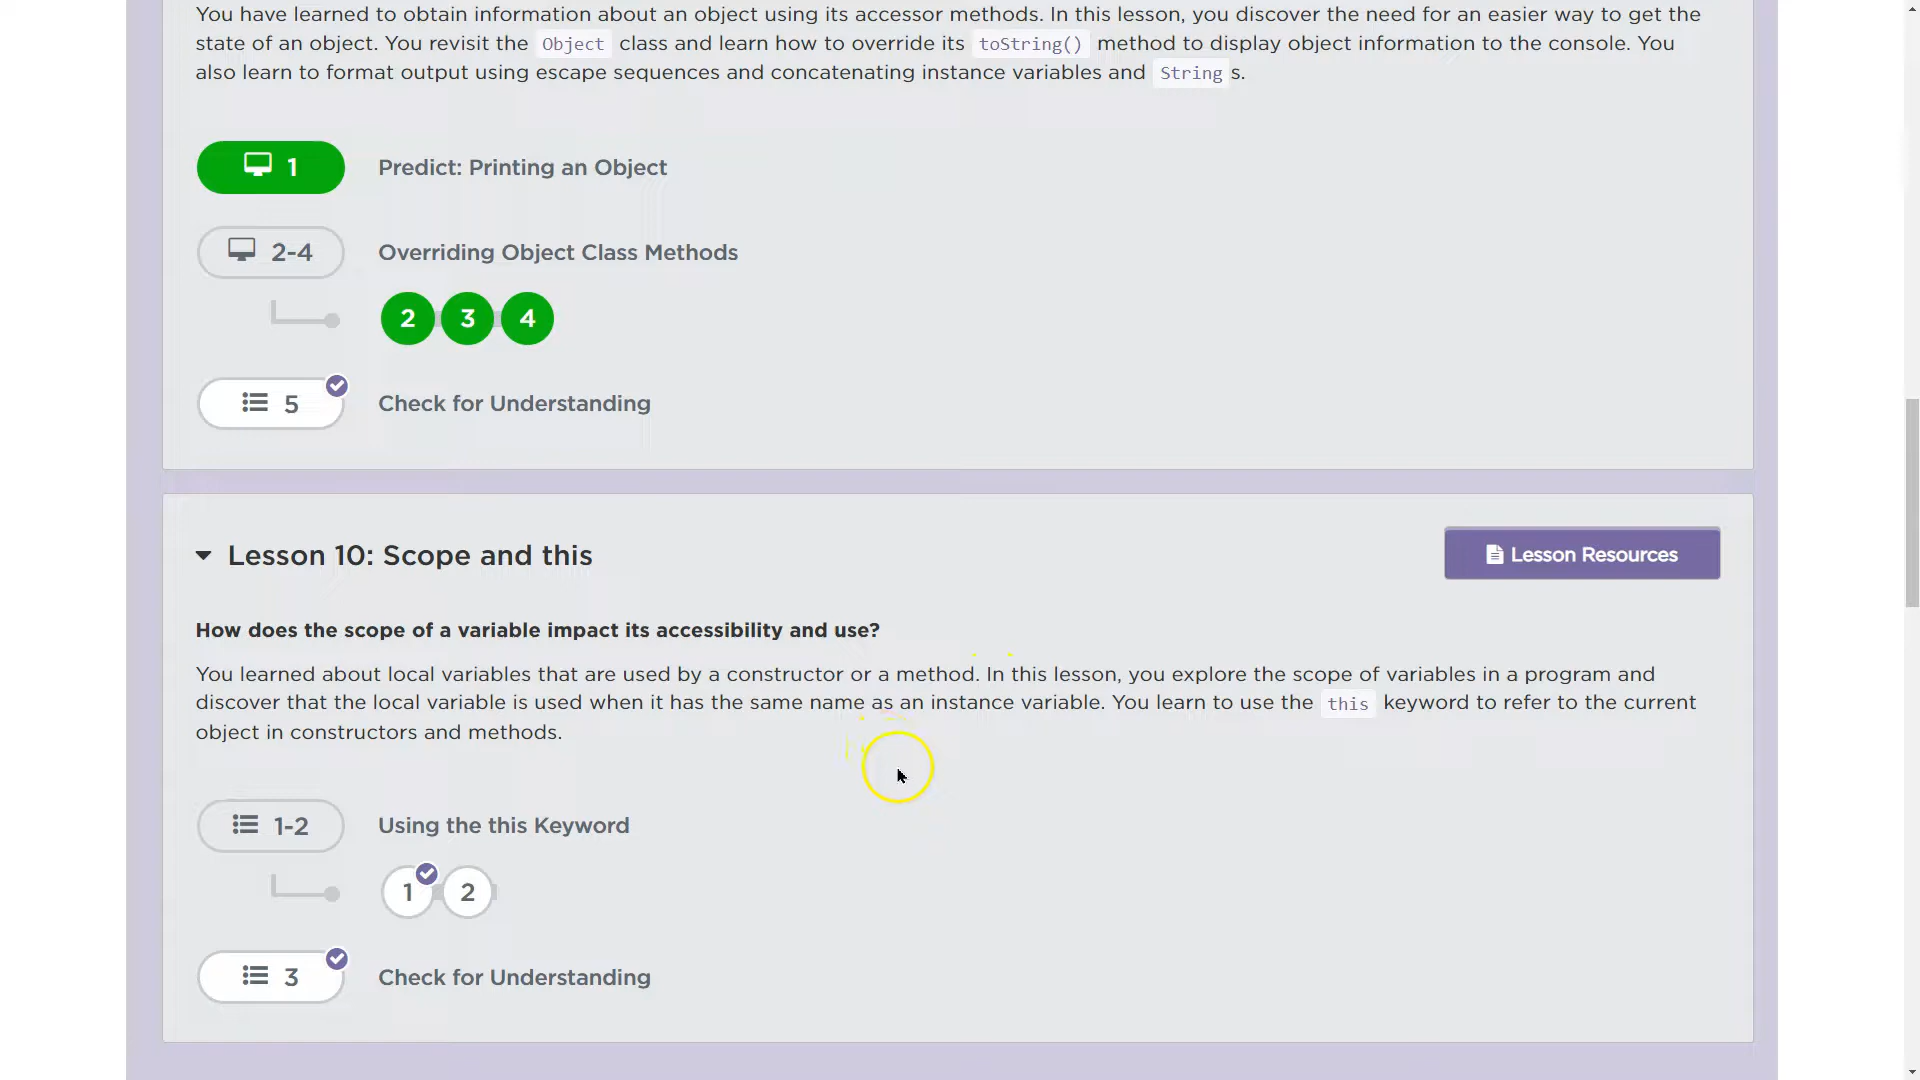 You have learned to obtain information about an object using its accessor methods. In this lesson, you discover the need for an easier way to get the
state of an object. You revisit the Object class and learn how to override its toString() method to display object information to the console. You
also learn to format output using escape sequences and concatenating instance variables and String s.
1 Predict: Printing an Object
2-4 Overriding Object Class Methods
2 3 4
5 Check for Understanding
Lesson 10: Scope and this
Lesson Resources
How does the scope of a variable impact its accessibility and use?
You learned about local variables that are used by a constructor or a method. In this lesson, you explore the scope of variables in a program and
discover that the local variable is used when it has the same name as an instance variable. You learn to use the this keyword to refer to the current
object in constructors and methods.
1-2 Using the this Keyword
1 2
3 Check for Understanding